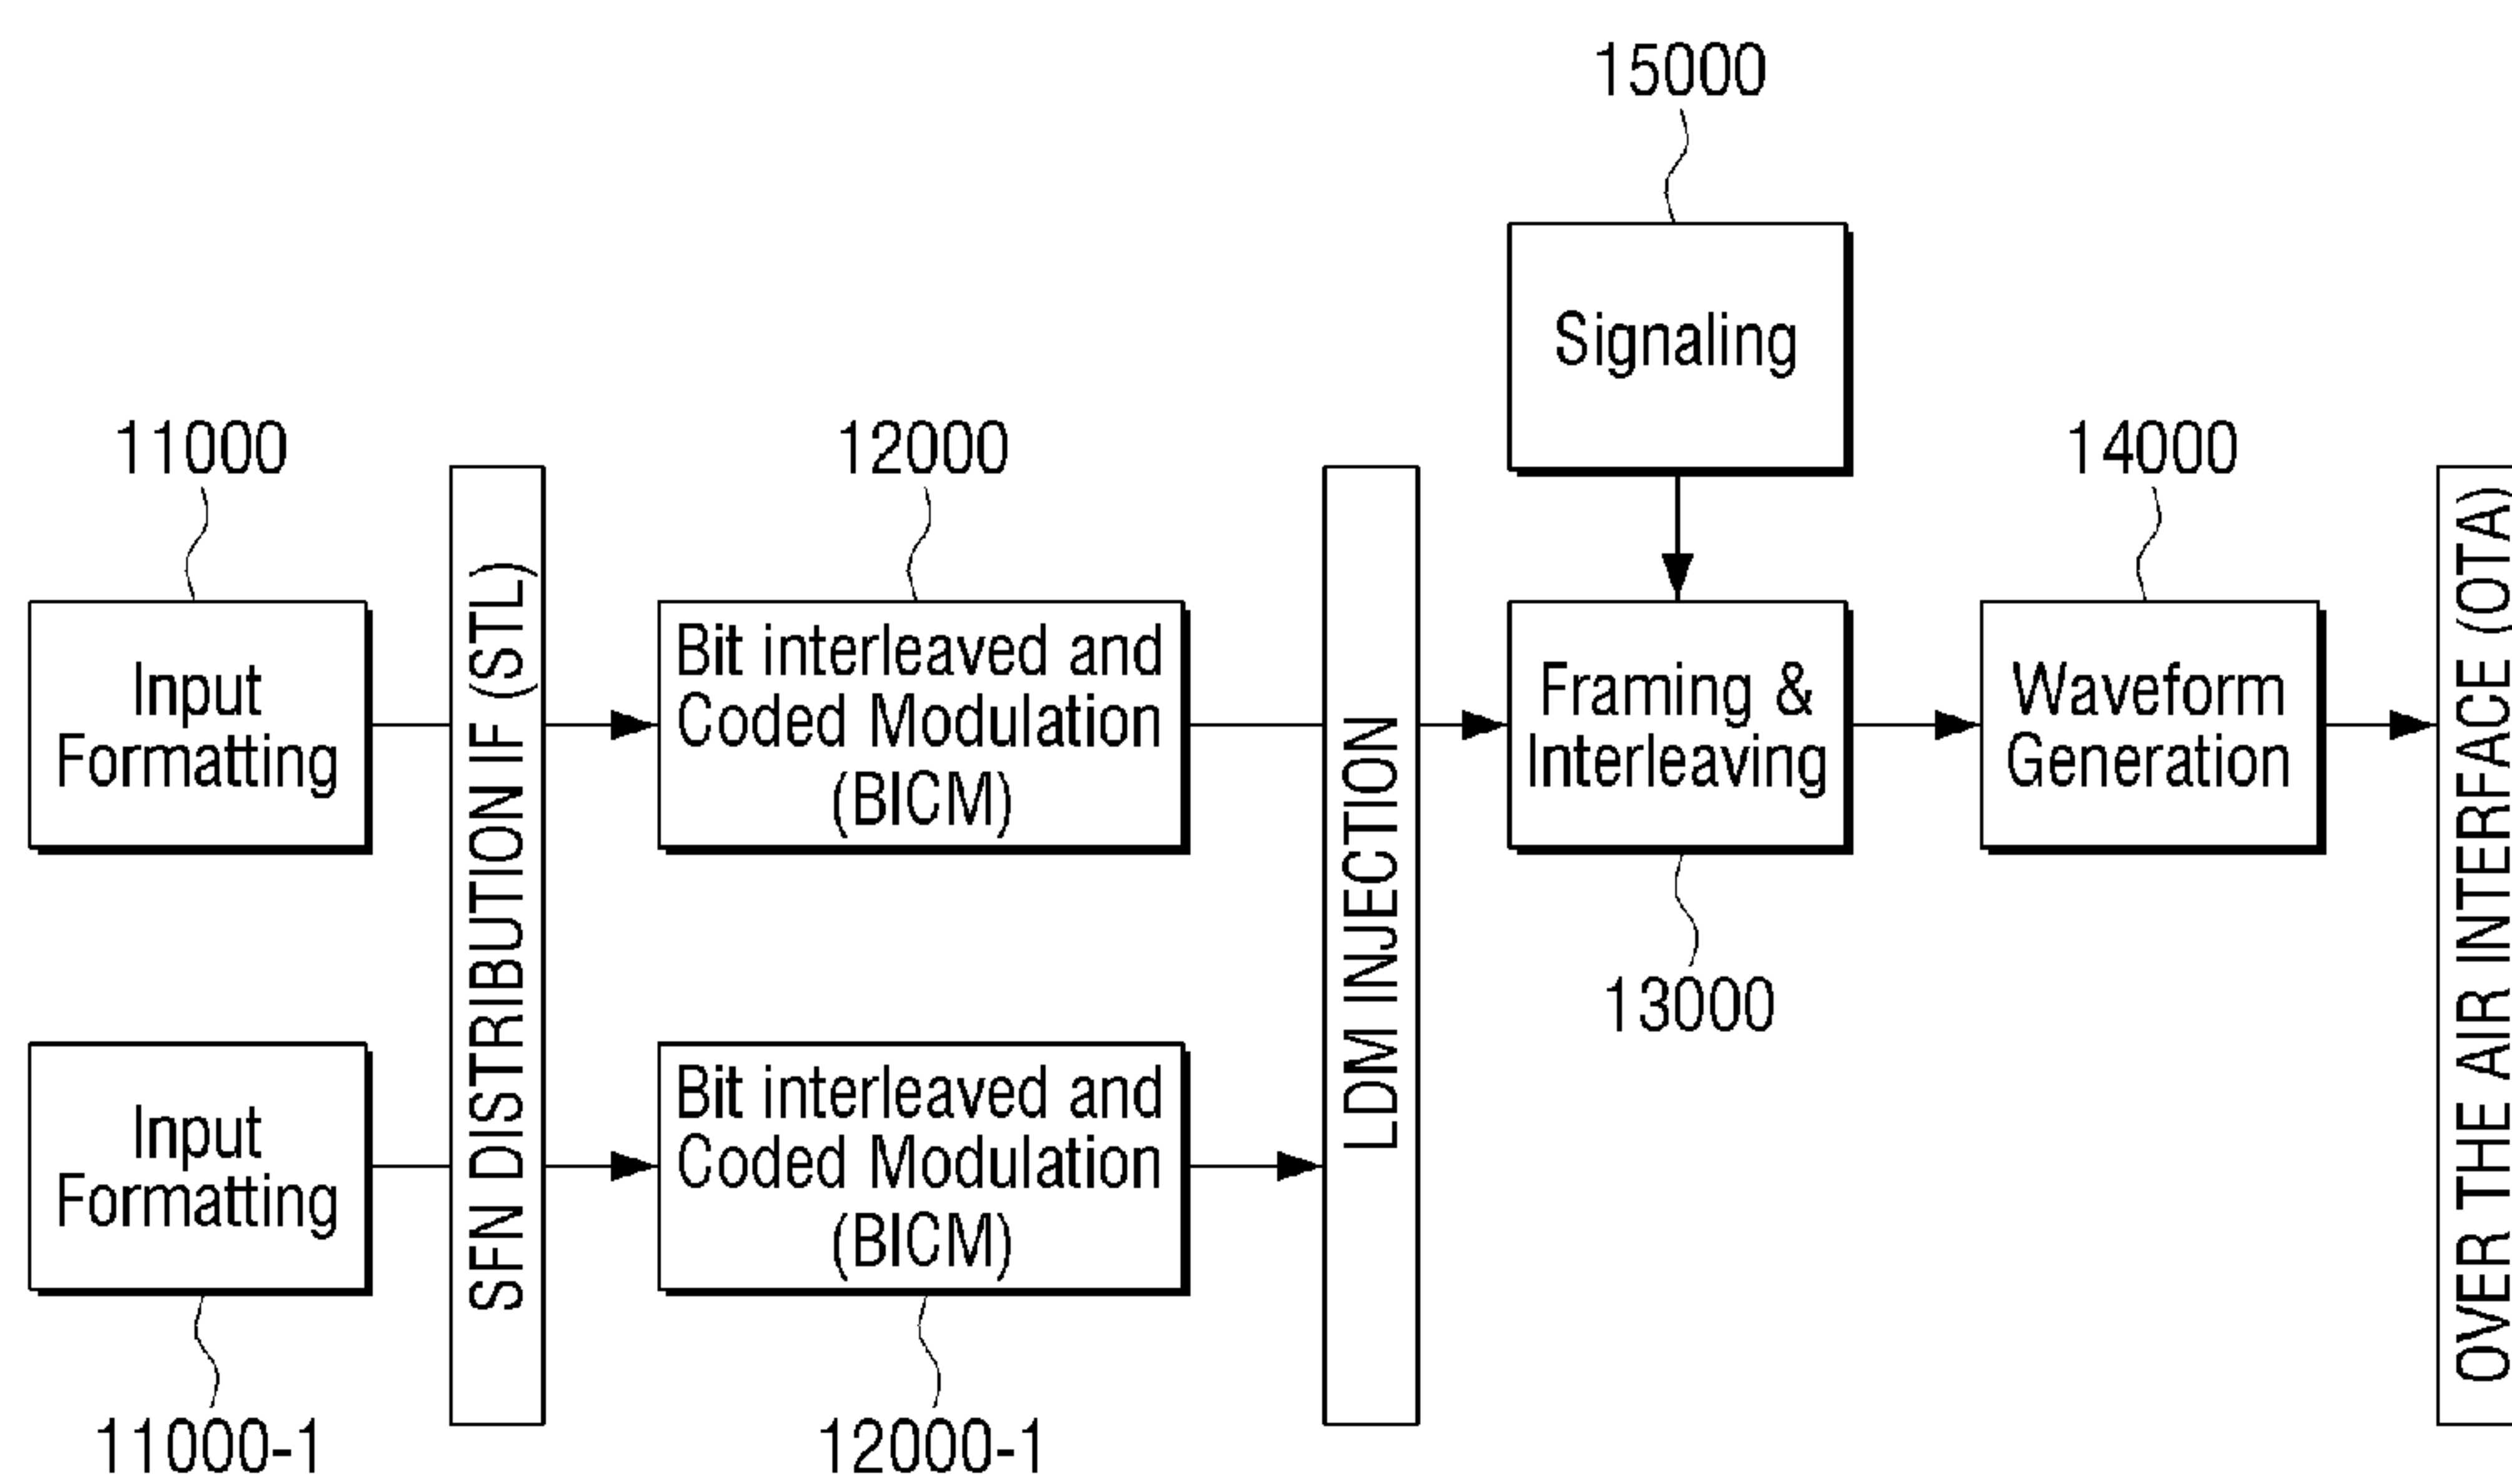 15000
Signaling
11000
12000
14000
Input
Formatting
SFN DISTRIBUTION IF (STL)
Bit interleaved and
Coded Modulation
(BICM)
LDM INJECTION
Framing &
Interleaving
Waveform
Generation
OVER THE AIR INTERFACE (OTA)
13000
Input
Formatting
Bit interleaved and
Coded Modulation
(BICM)
11000-1
12000-1